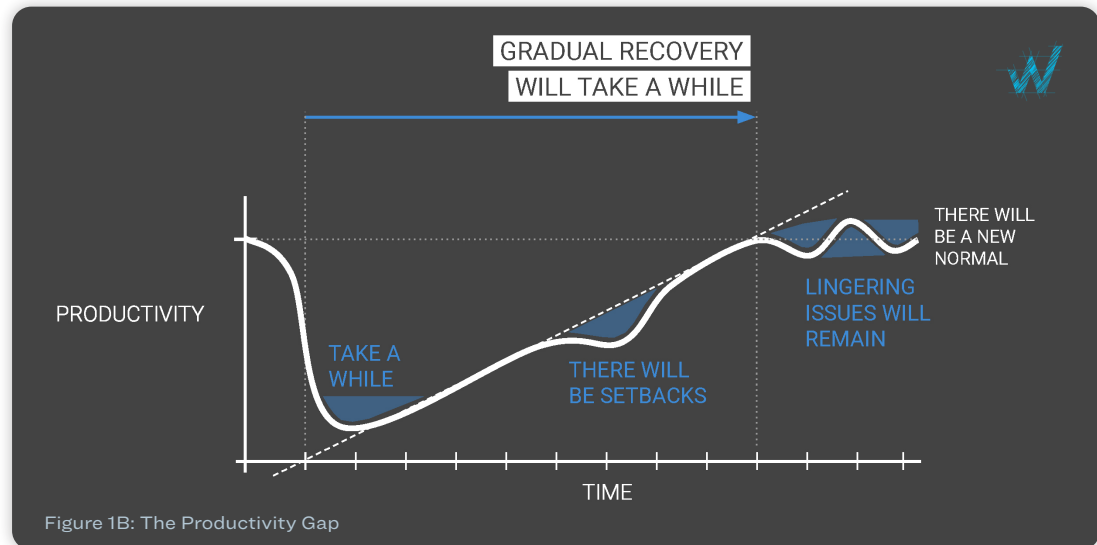 GRADUAL RECOVERY
WILL TAKE A WHILE
W
THERE WILL
BE A NEW
NORMAL
LINGERING
ISSUES WILL
REMAIN
PRODUCTIVITY
TAKE A
WHILE
THERE WILL
BE SETBACKS
TIME
Figure 1B: The Productivity Gap